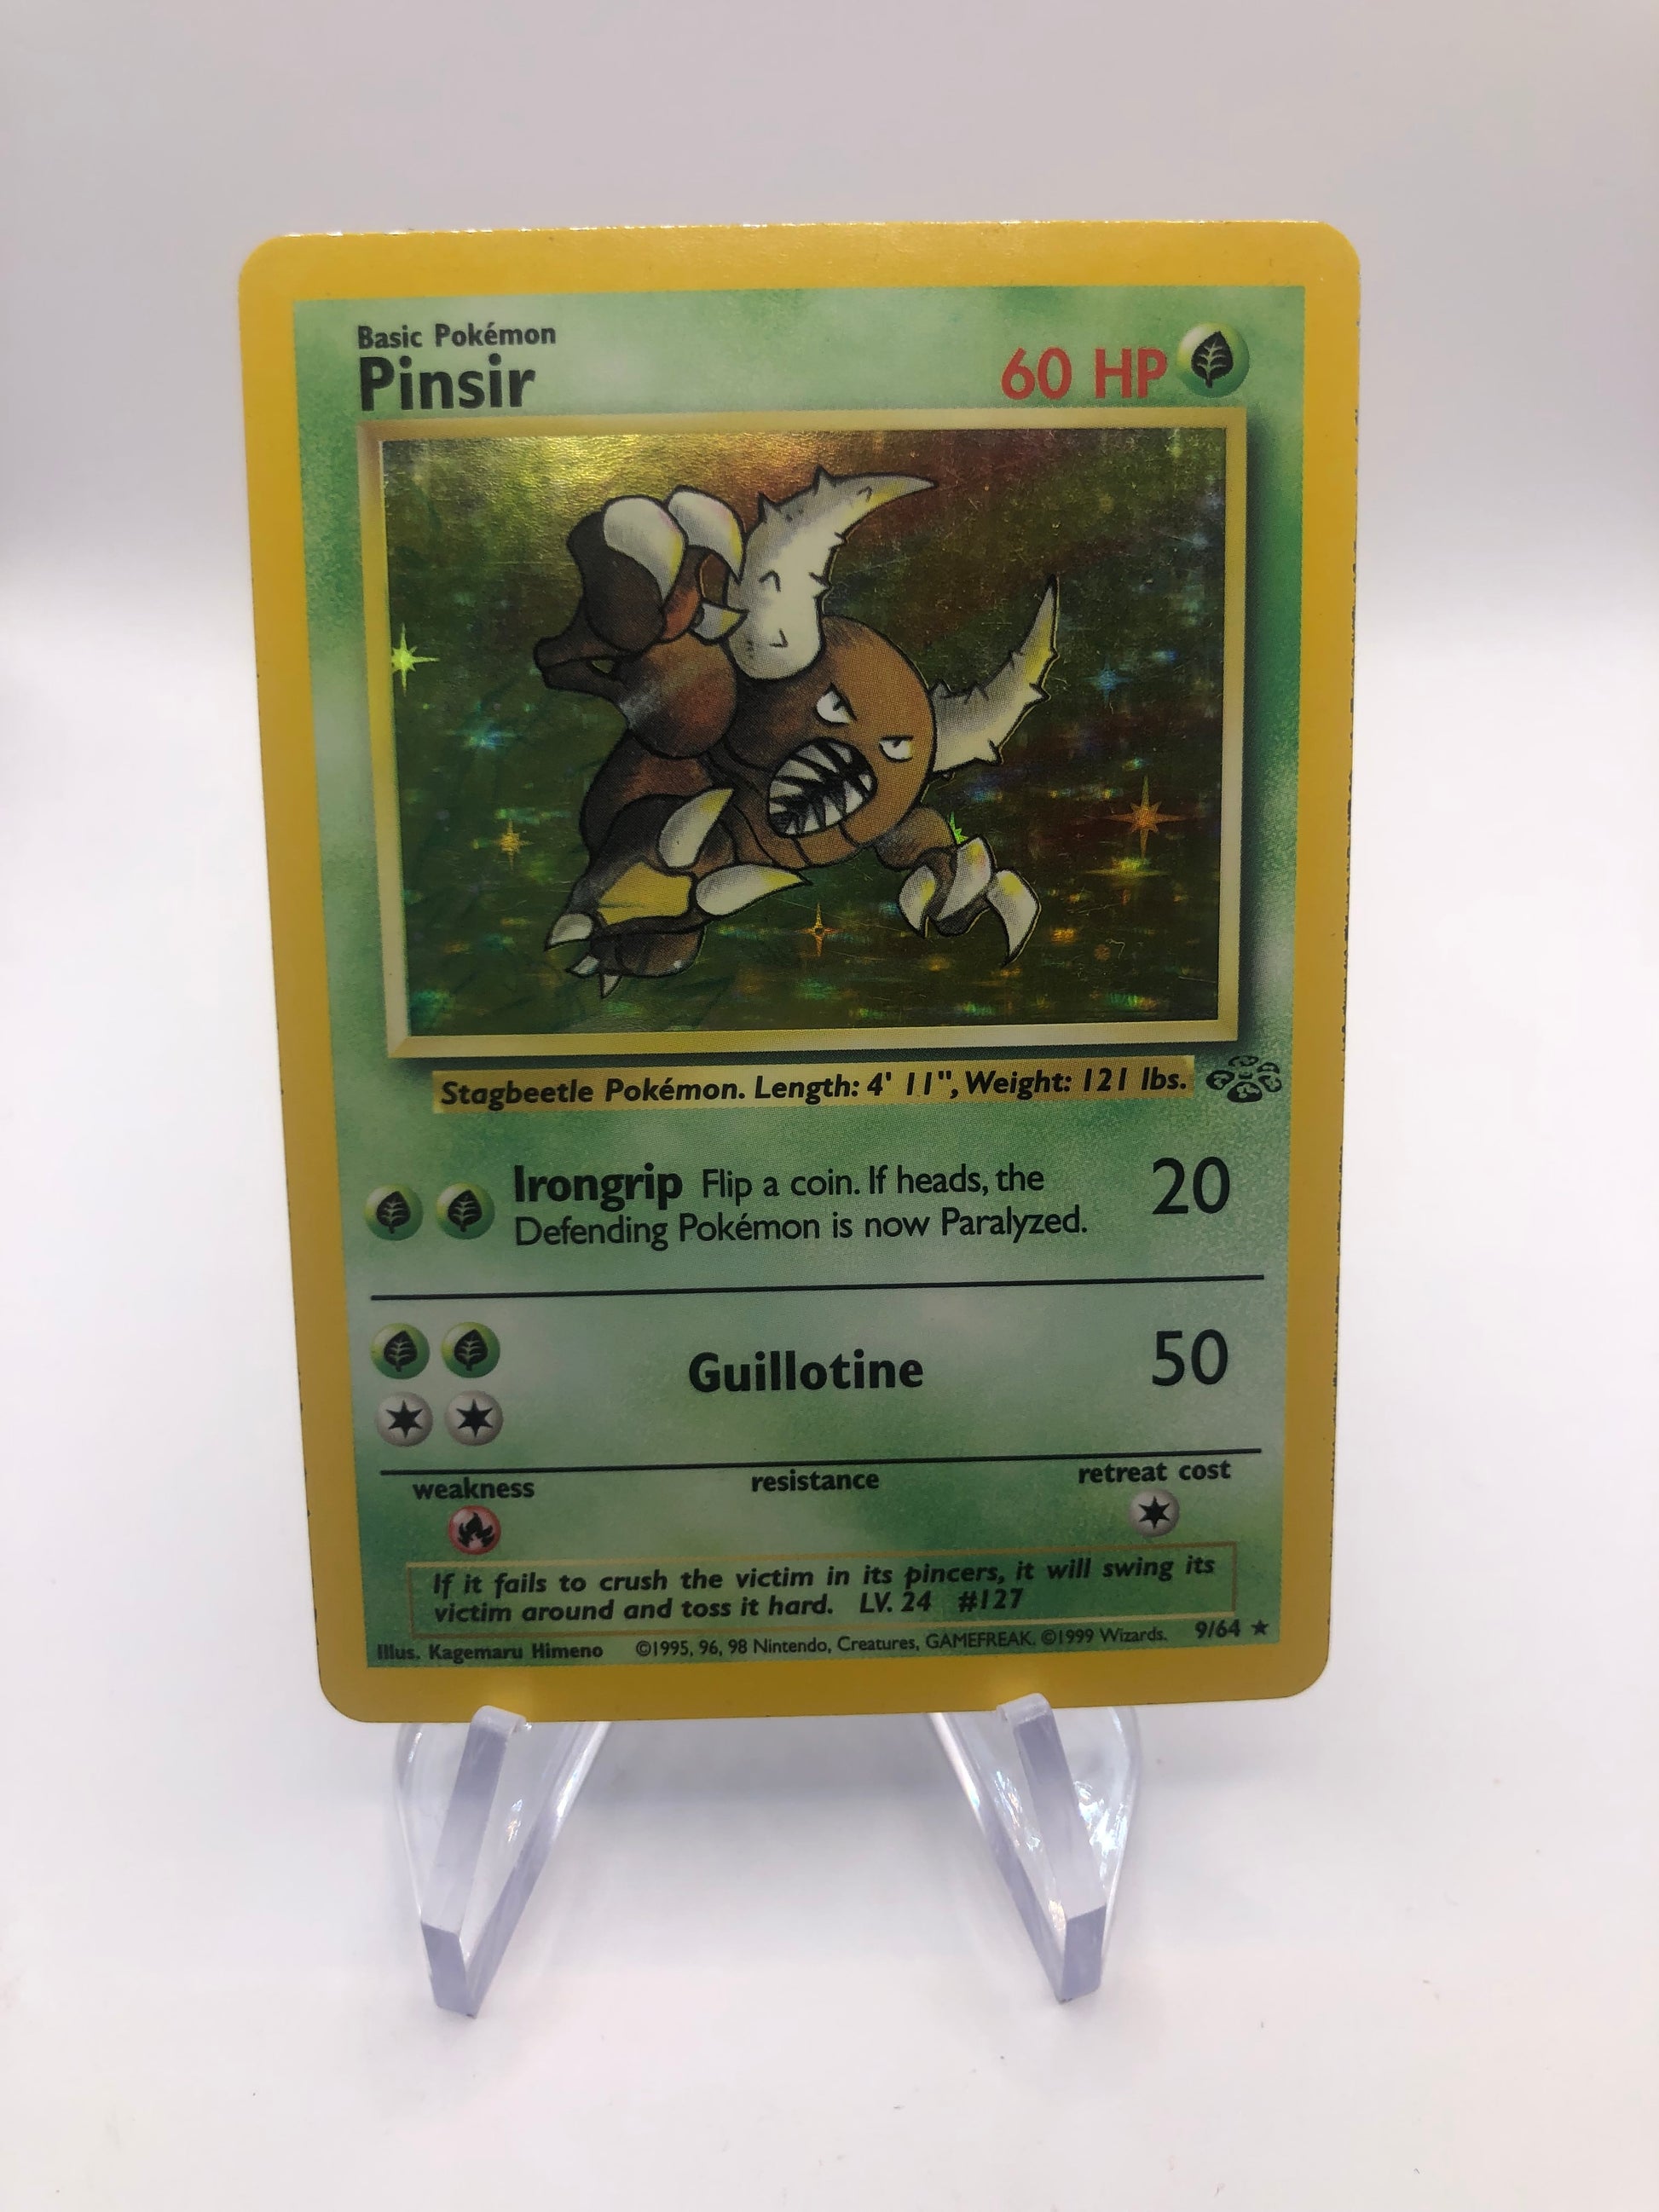 Basic Pokémon
Pinsir
60 HP
Stagbeetle Pokémon. Length: 4' 11", Weight: 121 lbs.
Irongrip Flip a coin. If heads, the
Defending Pokémon is now Paralyzed.
20
Guillotine
50
weakness
resistance
retreat cost
If it fails to crush the victim in its pincers, it will swing its
victim around and toss it hard. LV. 24 #127
Illus. Kagemaru Himeno ©1995, 96, 98 Nintendo, Creatures, GAMEFREAK. ©1999 Wizards. 9/64 ★